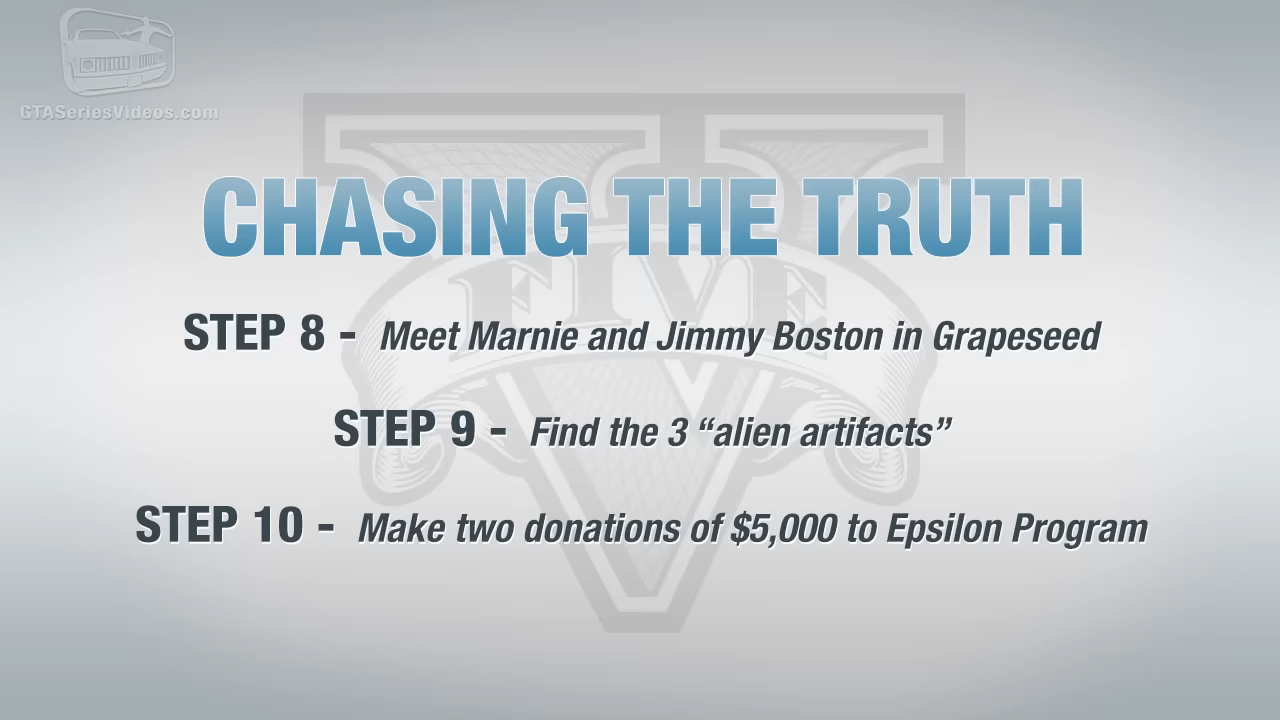 GTASeriesVideos.com
CHASING THE TRUTH
FIVE
STEP 8 - Meet Marnie and Jimmy Boston in Grapeseed
STEP 9 - Find the 3 “alien artifacts”
STEP 10 - Make two donations of $5,000 to Epsilon Program